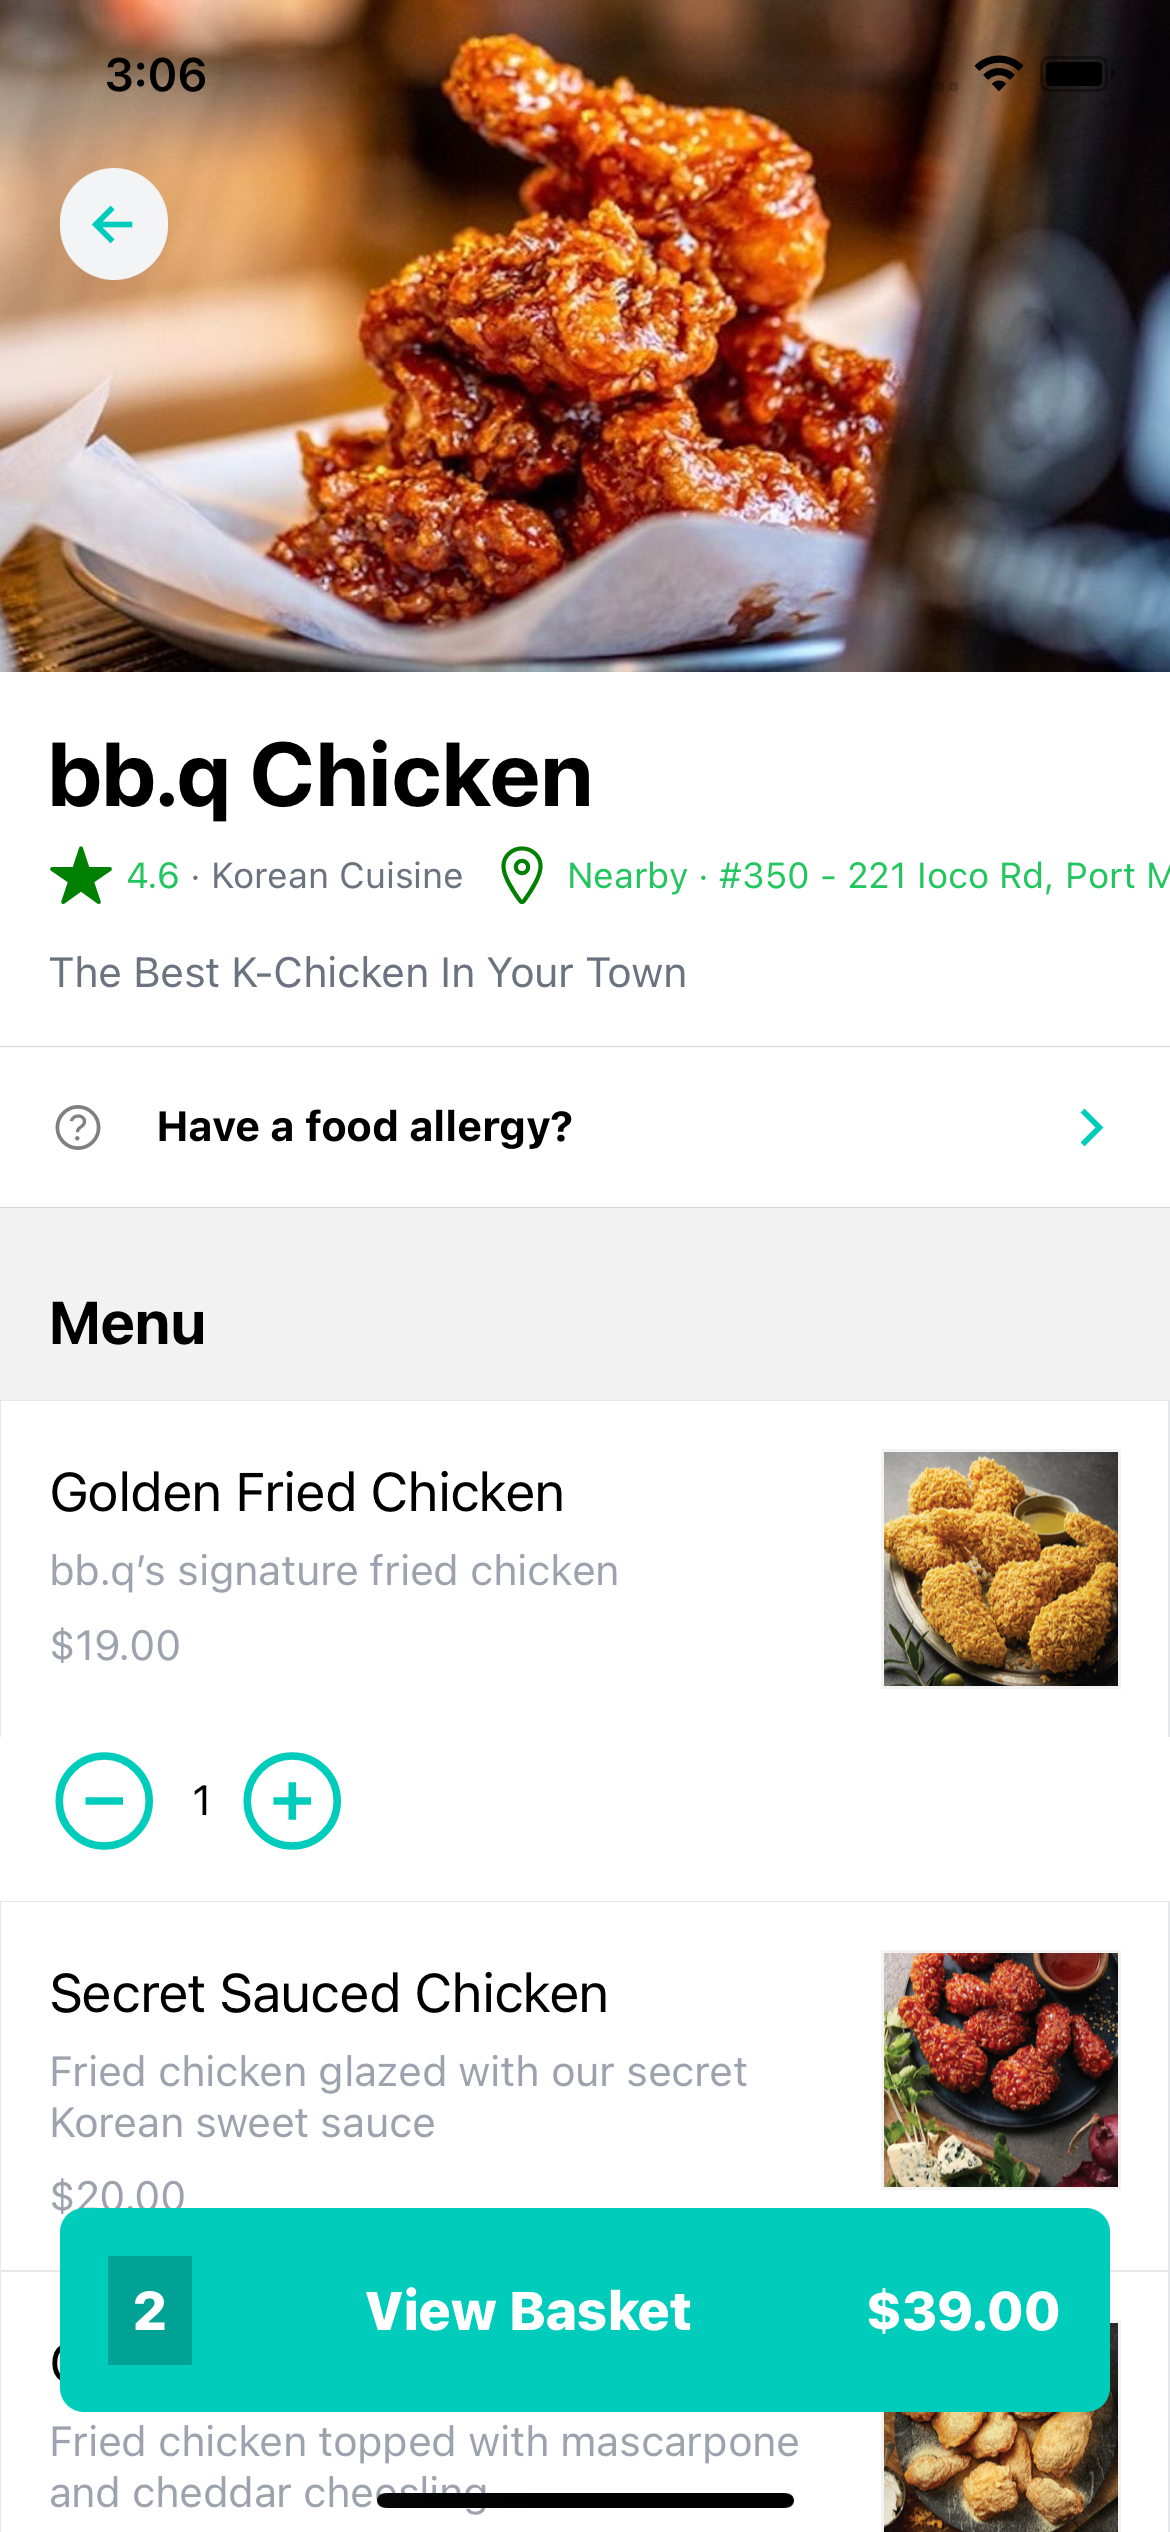 3:06
bb.q Chicken
4.6 · Korean Cuisine
Nearby · #350 - 221 Ioco Rd, Port M
The Best K-Chicken In Your Town
Have a food allergy?
Menu
Golden Fried Chicken
bb.q’s signature fried chicken
$19.00
1
Secret Sauced Chicken
Fried chicken glazed with our secret
Korean sweet sauce
$20.00
2 View Basket $39.00
Fried chicken topped with mascarpone
and cheddar cheesling